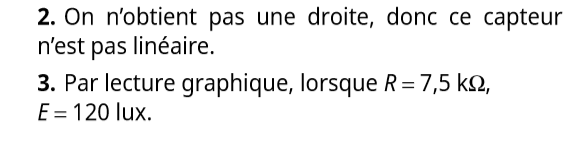 2. On n’obtient pas une droite, donc ce capteur
n’est pas linéaire.
3. Par lecture graphique, lorsque R = 7,5 kΩ,
E = 120 lux.